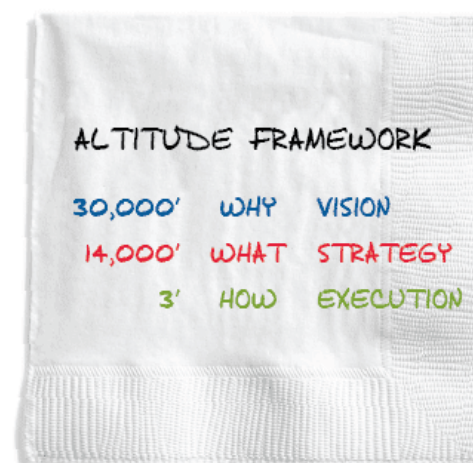 ALTITUDE FRAMEWORK
30,000' WHY VISION
14,000' WHAT STRATEGY
3' HOW EXECUTION